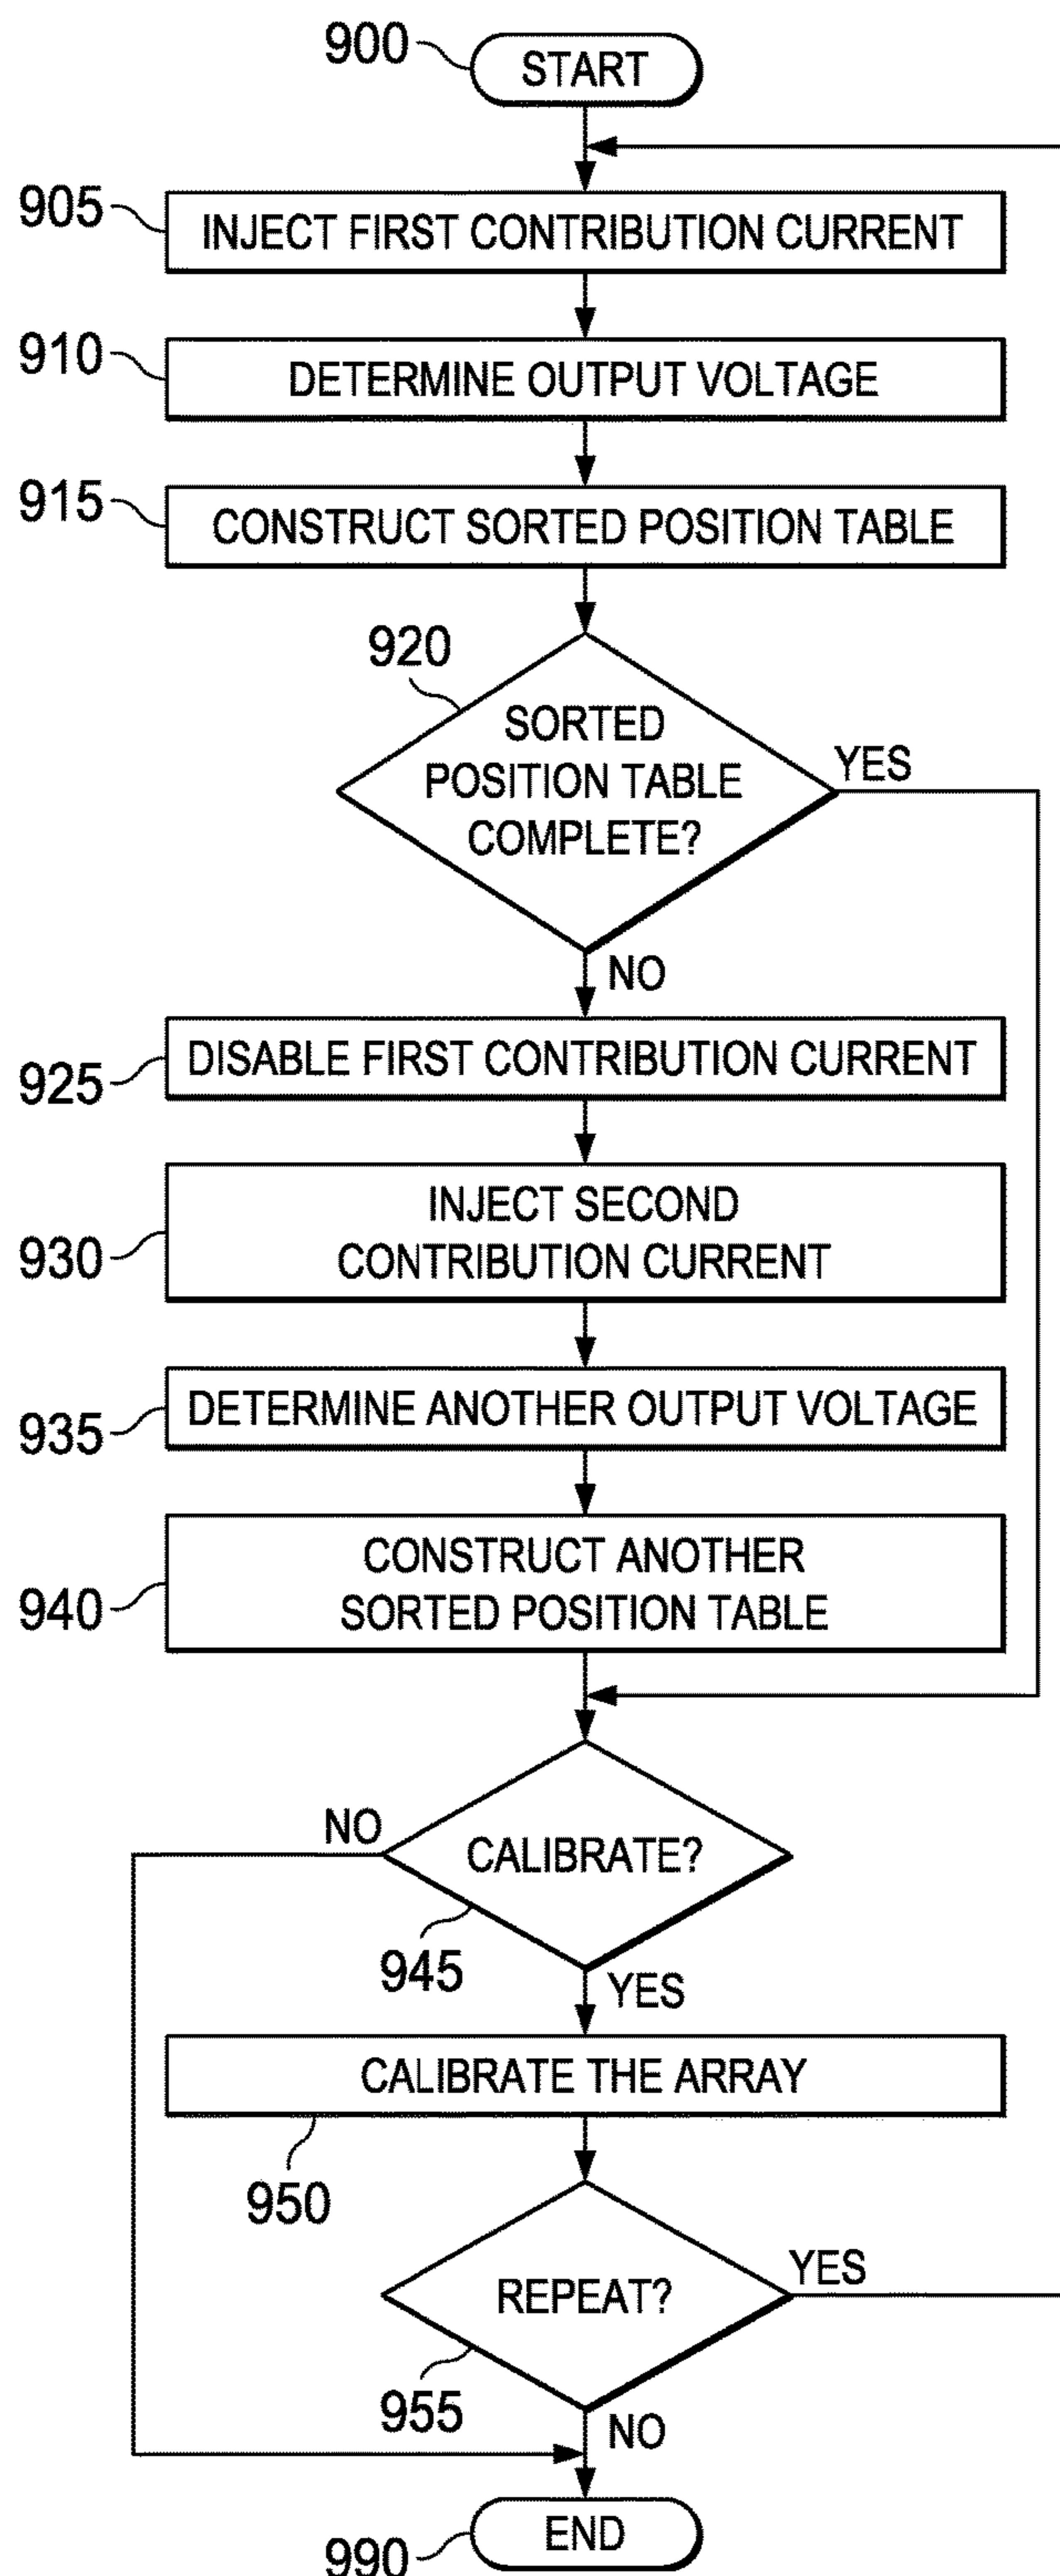 900
START
905
INJECT FIRST CONTRIBUTION CURRENT
910
DETERMINE OUTPUT VOLTAGE
915
CONSTRUCT SORTED POSITION TABLE
920
SORTED
POSITION TABLE
COMPLETE?
YES
NO
925
DISABLE FIRST CONTRIBUTION CURRENT
930
INJECT SECOND
CONTRIBUTION CURRENT
935
DETERMINE ANOTHER OUTPUT VOLTAGE
940
CONSTRUCT ANOTHER
SORTED POSITION TABLE
NO
CALIBRATE?
945
YES
CALIBRATE THE ARRAY
950
YES
REPEAT?
955
NO
END
990